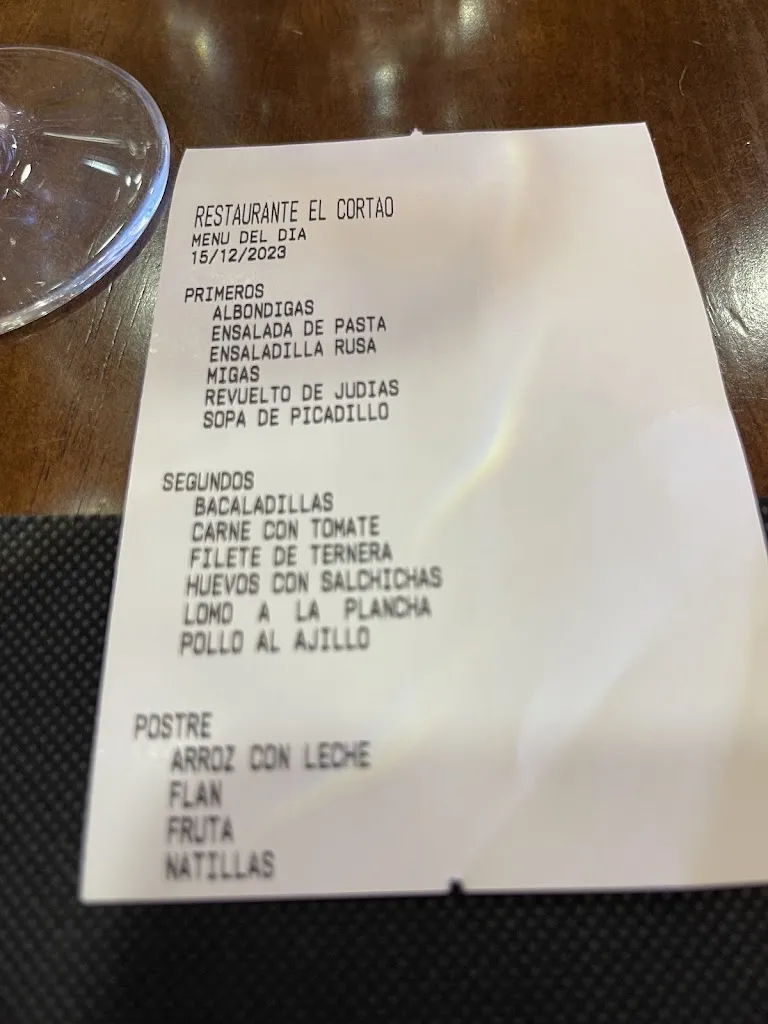 RESTAURANTE EL CORTAO
MENU DEL DIA
15/12/2023
PRIMEROS
ALBONDIGAS
ENSALADA DE PASTA
ENSALADILLA RUSA
MIGAS
REVUELTO DE JUDIAS
SOPA DE PICADILLO
SEGUNDOS
BACALADILLAS
CARNE CON TOMATE
FILETE DE TERNERA
HUEVOS CON SALCHICHAS
LOMO A LA PLANCHA
POLLO AL AJILLO
POSTRE
ARROZ CON LECHE
FLAN
FRUTA
NATILLAS